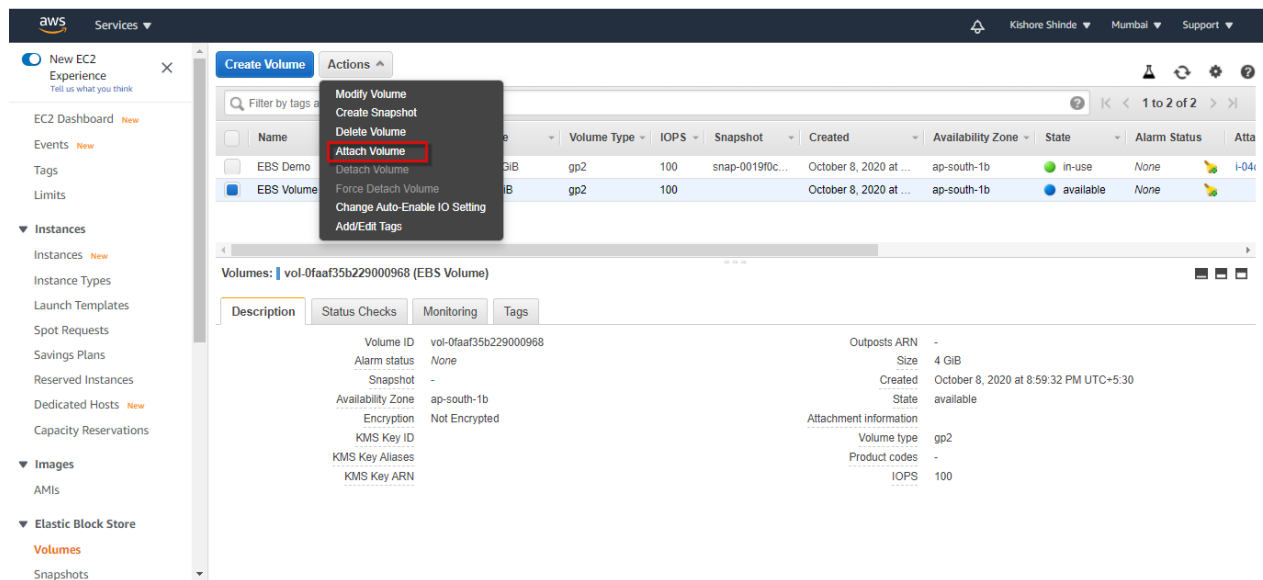 aws Services Kishore Shinde Mumbai Support
New EC2 Experience
Tell us what you think
EC2 Dashboard New
Events New
Tags
Limits
Instances
Instances New
Instance Types
Launch Templates
Spot Requests
Savings Plans
Reserved Instances
Dedicated Hosts New
Capacity Reservations
Images
AMIs
Elastic Block Store
Volumes
Snapshots
Create Volume Actions
Modify Volume
Create Snapshot
Delete Volume
Attach Volume
Detach Volume
Force Detach Volume
Change Auto-Enable IO Setting
Add/Edit Tags
Filter by tags a 1 to 2 of 2
Name Volume Type IOPS Snapshot Created Availability Zone State Alarm Status Atta
EBS Demo GiB gp2 100 snap-0019f0c... October 8, 2020 at ... ap-south-1b in-use None i-04
EBS Volume iB gp2 100 October 8, 2020 at ... ap-south-1b available None
Volumes: vol-0faaf35b229000968 (EBS Volume)
Description Status Checks Monitoring Tags
Volume ID vol-0faaf35b229000968 Outposts ARN -
Alarm status None Size 4 GiB
Snapshot - Created October 8, 2020 at 8:59:32 PM UTC+5:30
Availability Zone ap-south-1b State available
Encryption Not Encrypted Attachment information
KMS Key ID Volume type gp2
KMS Key Aliases Product codes -
KMS Key ARN IOPS 100